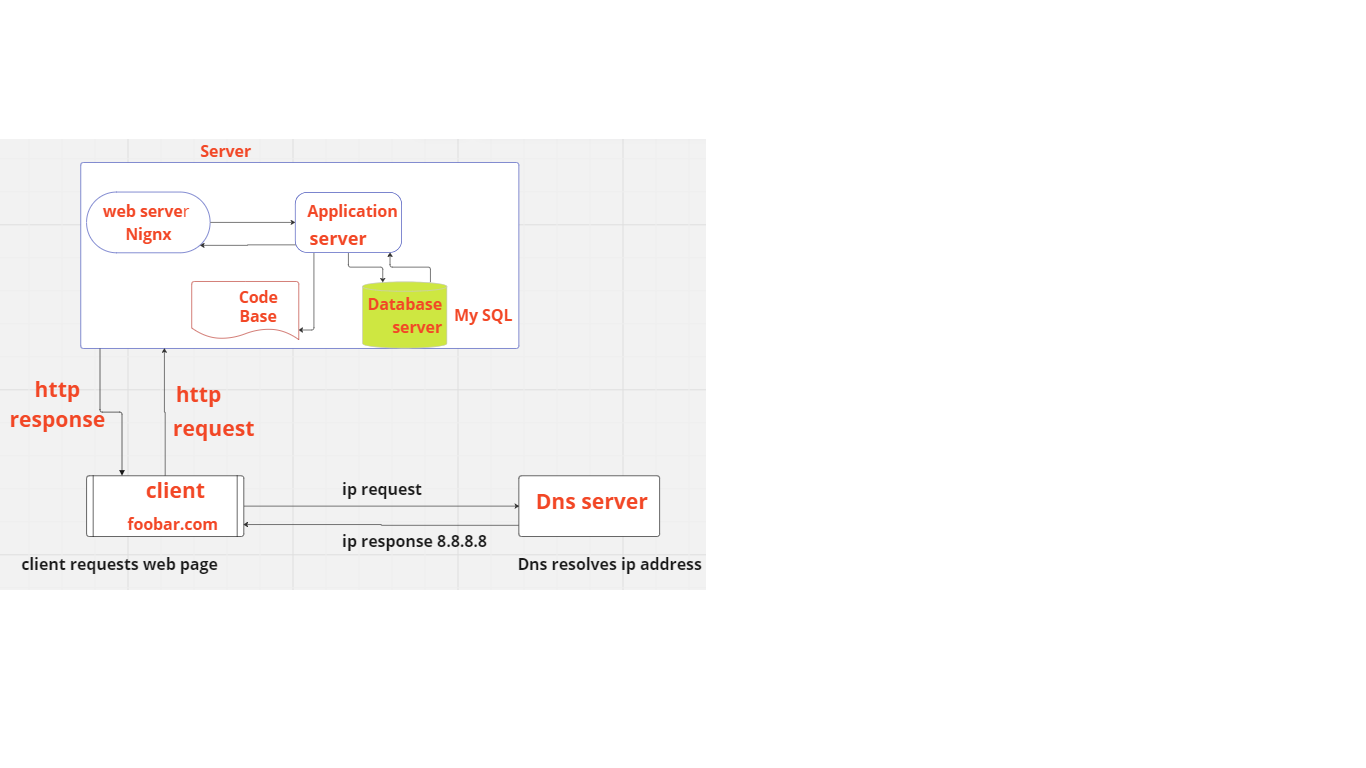 Server
web server
Nignx
Application
server
Code
Base
Database
server
My SQL
http
response
http
request
client
foobar.com
ip request
ip response 8.8.8.8
Dns server
client requests web page
Dns resolves ip address